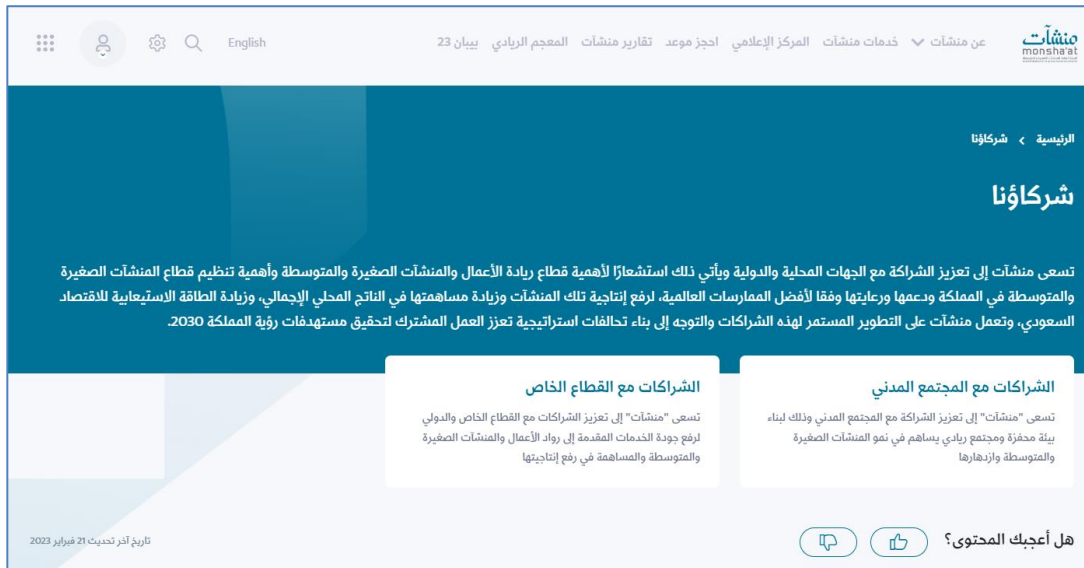 منشآت
monsha'at
عن منشآت
خدمات منشآت
المركز الإعلامي
احجز موعد
تقارير منشآت
المعجم الريادي
بيبان 23
English
الرئيسية > شركاؤنا
شركاؤنا
تسعى منشآت إلى تعزيز الشراكة مع الجهات المحلية والدولية ويأتي ذلك استشعارًا لأهمية قطاع ريادة الأعمال والمنشآت الصغيرة والمتوسطة وأهمية تنظيم قطاع المنشآت الصغيرة
والمتوسطة في المملكة ودعمها ورعايتها وفقا لأفضل الممارسات العالمية، لرفع إنتاجية تلك المنشآت وزيادة مساهمتها في الناتج المحلي الإجمالي، وزيادة الطاقة الاستيعابية للاقتصاد
السعودي، وتعمل منشآت على التطوير المستمر لهذه الشراكات والتوجه إلى بناء تحالفات استراتيجية تعزز العمل المشترك لتحقيق مستهدفات رؤية المملكة 2030.
الشراكات مع المجتمع المدني
تسعى "منشآت" إلى تعزيز الشراكة مع المجتمع المدني وذلك لبناء
بيئة محفزة ومجتمع ريادي يساهم في نمو المنشآت الصغيرة
والمتوسطة وازدهارها
الشراكات مع القطاع الخاص
تسعى "منشآت" إلى تعزيز الشراكات مع القطاع الخاص والدولي
لرفع جودة الخدمات المقدمة إلى رواد الأعمال والمنشآت الصغيرة
والمتوسطة والمساهمة في رفع إنتاجيتها
هل أعجبك المحتوى؟
تاريخ آخر تحديث 21 فبراير 2023